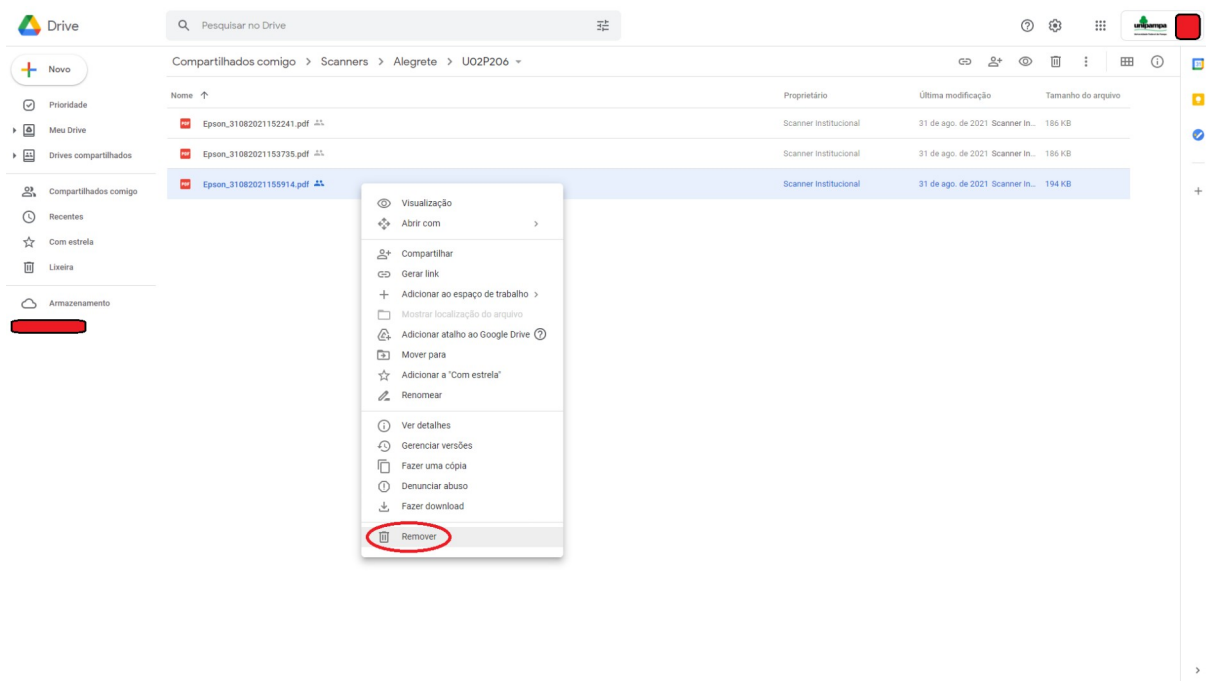 Drive
Pesquisar no Drive
unipampa
Novo
Compartilhados comigo > Scanners > Alegrete > U02P206
Prioridade
Meu Drive
Drives compartilhados
Compartilhados comigo
Recentes
Com estrela
Lixeira
Armazenamento
Nome Proprietário Última modificação Tamanho do arquivo
PDF Epson_31082021152241.pdf Scanner Institucional 31 de ago. de 2021 Scanner In... 186 KB
PDF Epson_31082021153735.pdf Scanner Institucional 31 de ago. de 2021 Scanner In... 186 KB
PDF Epson_31082021155914.pdf Scanner Institucional 31 de ago. de 2021 Scanner In... 194 KB
Visualização
Abrir com
Compartilhar
Gerar link
Adicionar ao espaço de trabalho
Mostrar localização do arquivo
Adicionar atalho ao Google Drive
Mover para
Adicionar a "Com estrela"
Renomear
Ver detalhes
Gerenciar versões
Fazer uma cópia
Denunciar abuso
Fazer download
Remover